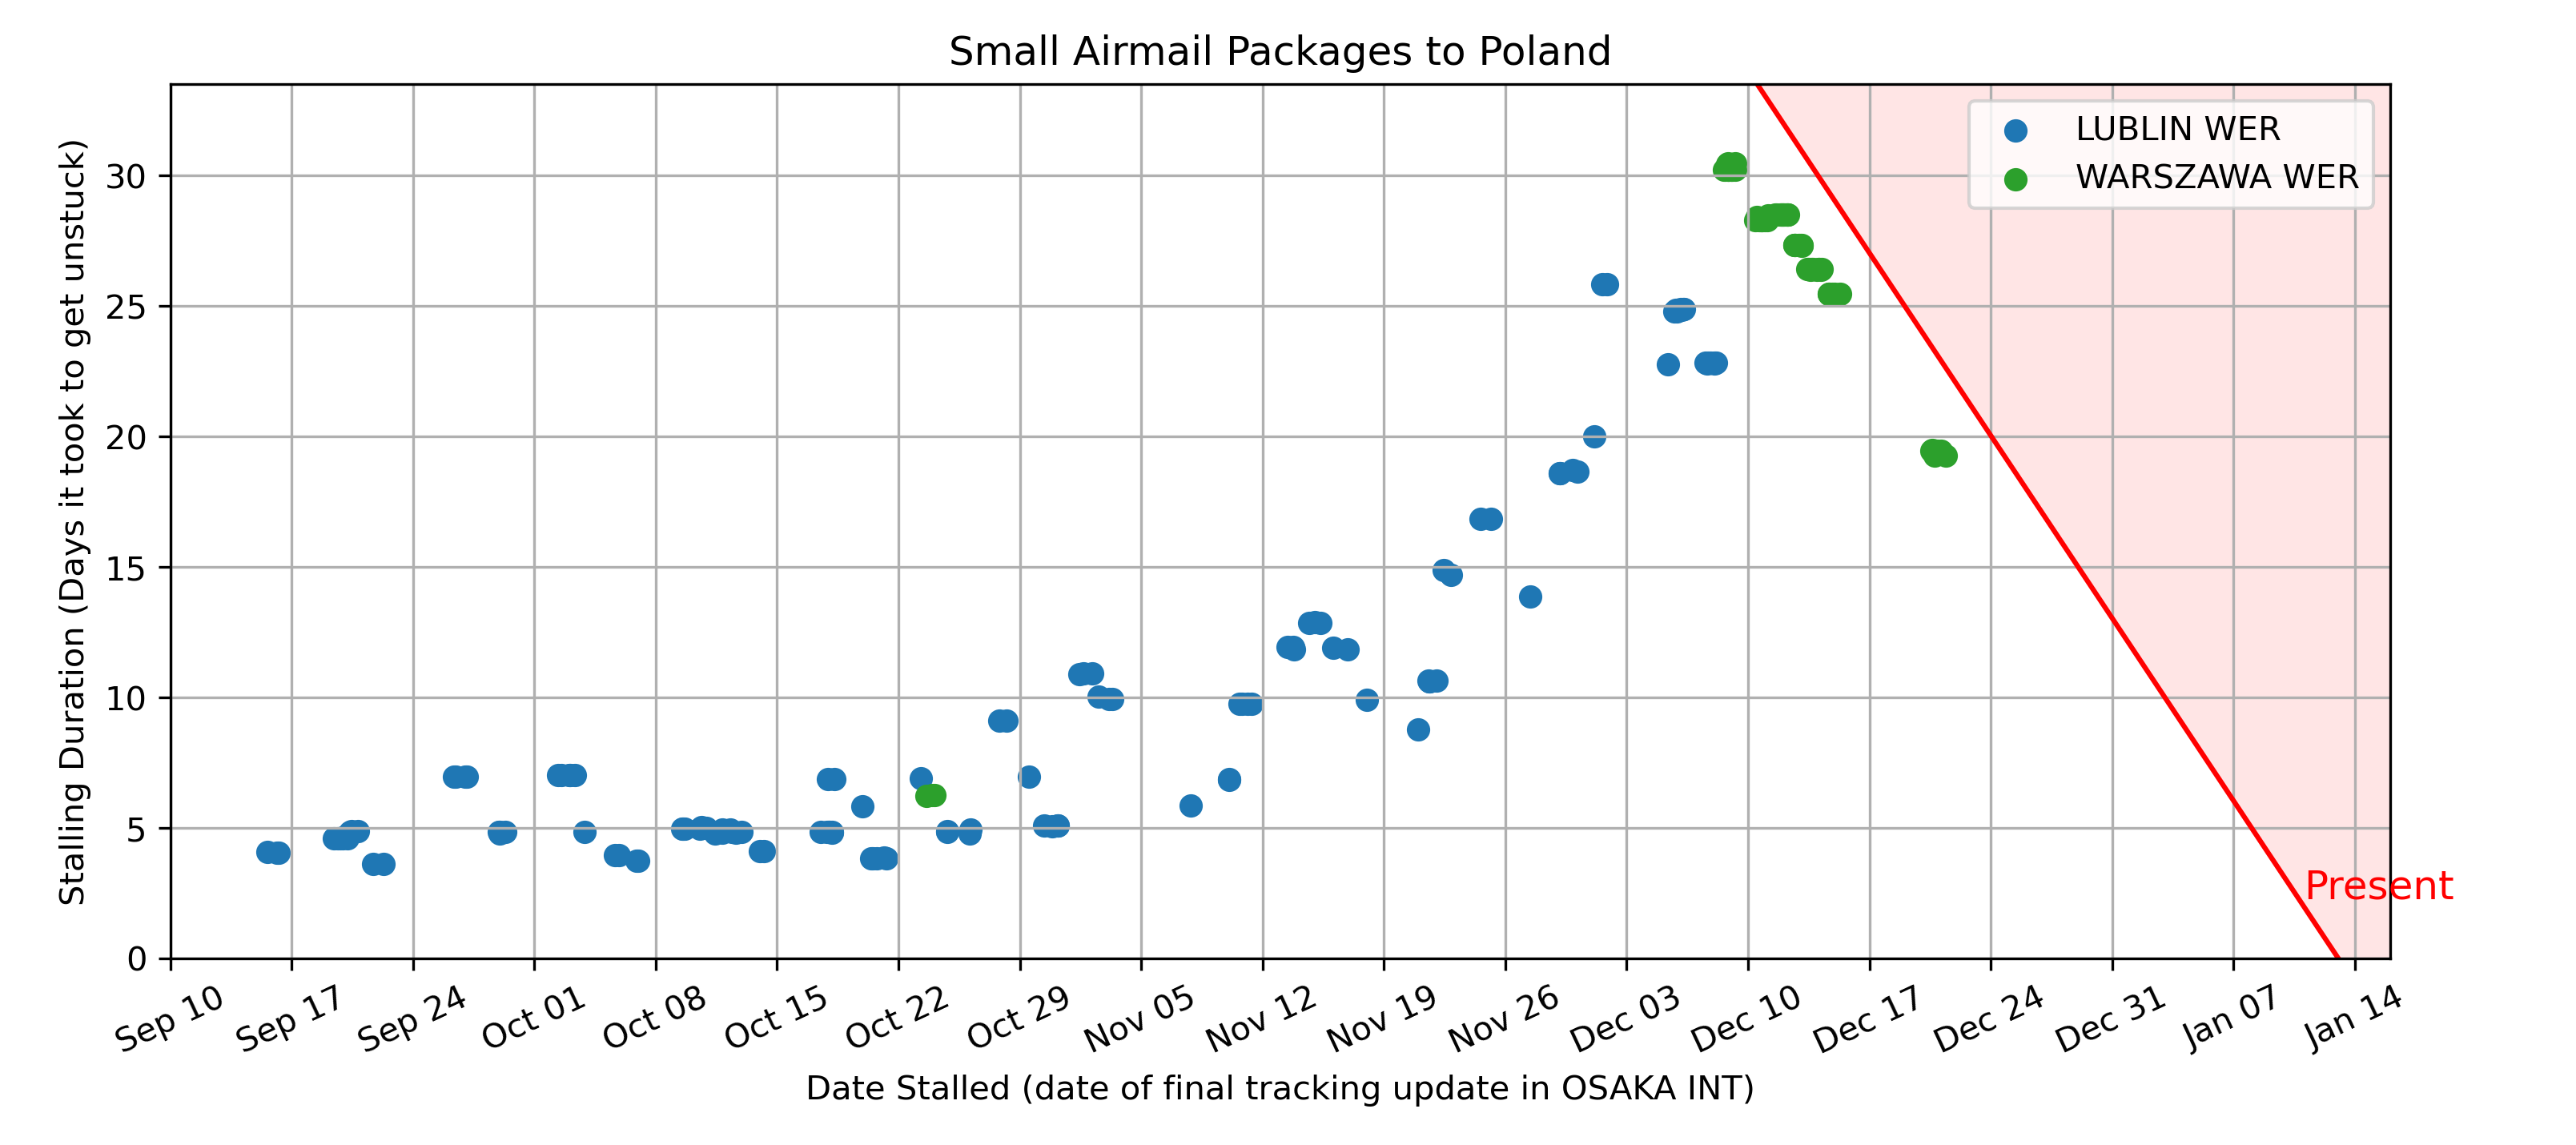 Small Airmail Packages to Poland
Stalling Duration (Days it took to get unstuck)
30
25
20
15
10
5
0
LUBLIN WER
WARSZAWA WER
Present
Sep 10
Sep 17
Sep 24
Oct 01
Oct 08
Oct 15
Oct 22
Oct 29
Nov 05
Nov 12
Nov 19
Nov 26
Dec 03
Dec 10
Dec 17
Dec 24
Dec 31
Jan 07
Jan 14
Date Stalled (date of final tracking update in OSAKA INT)